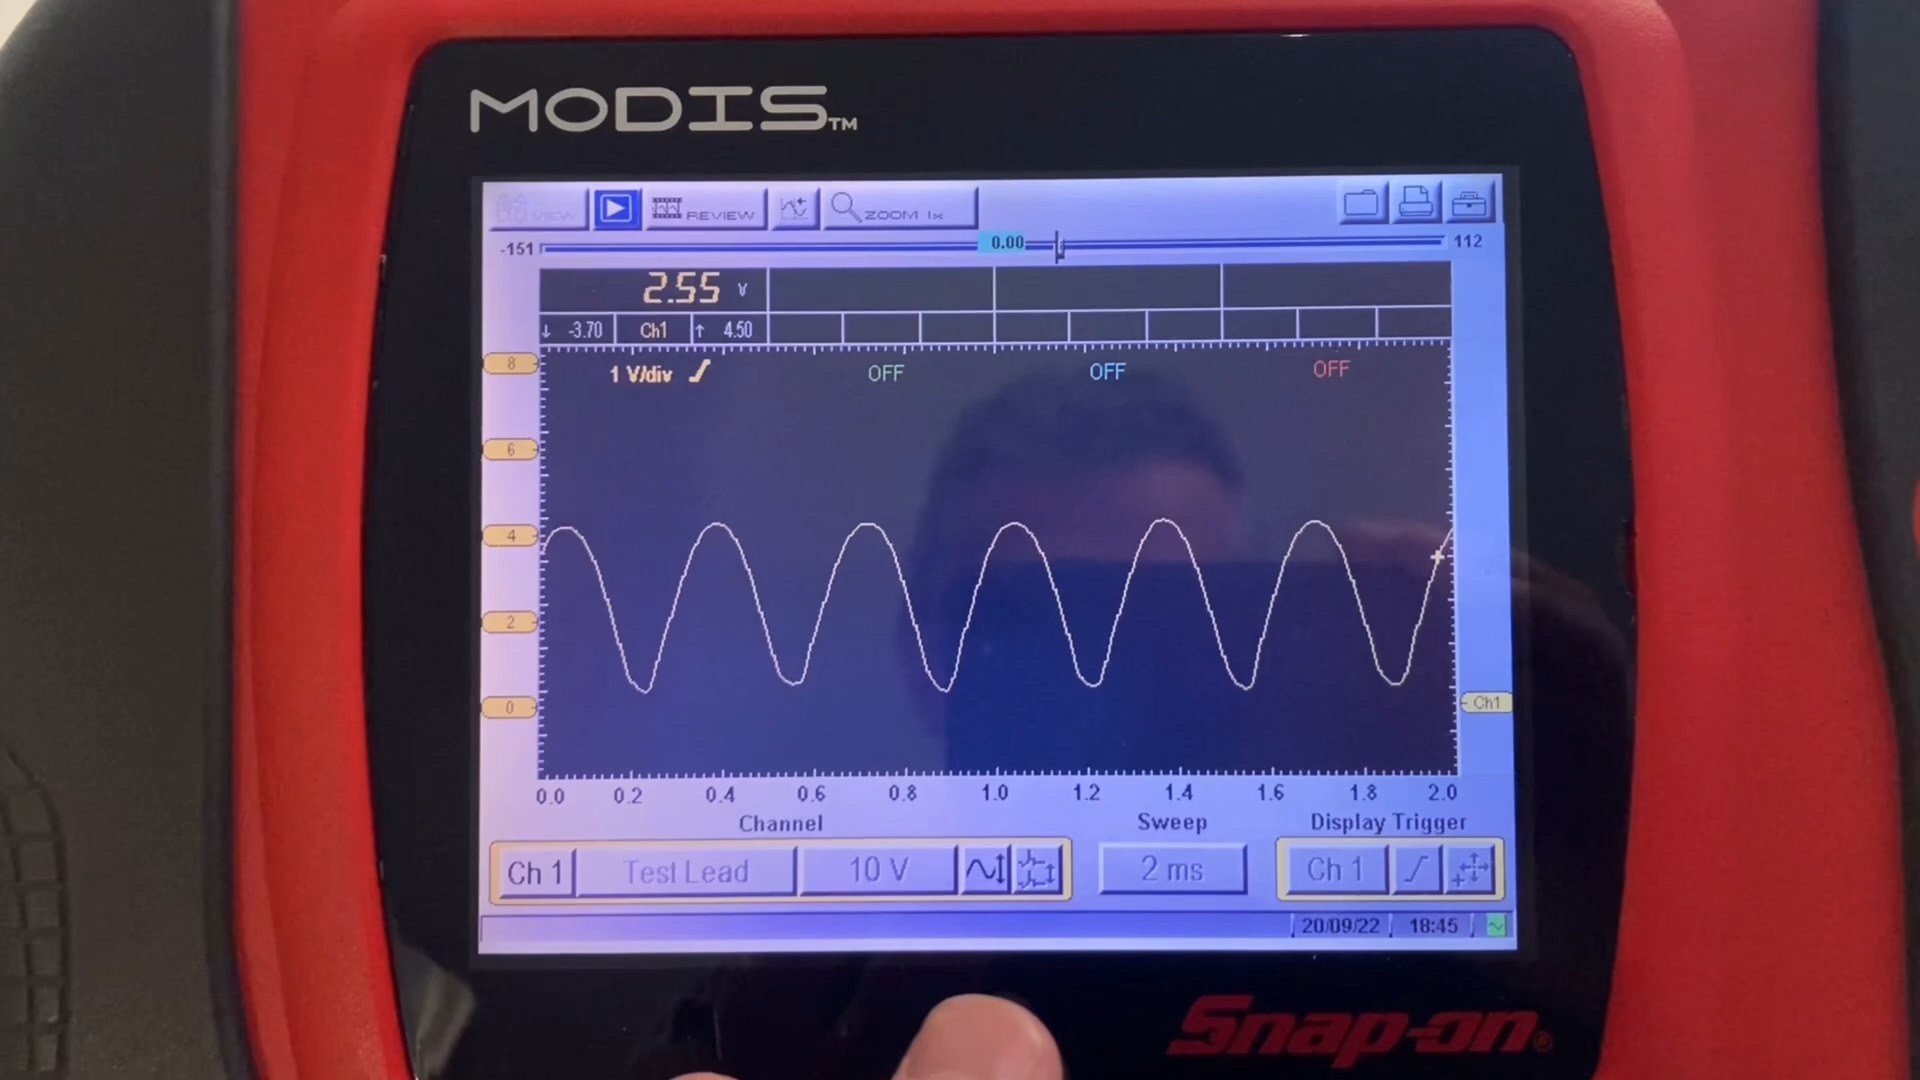 MODIS™
VIEW REVIEW ZOOM 1x
-151 0.00 112
2.55 V
↓ -3.70 Ch1 ↑ 4.50
8 1 V/div OFF OFF OFF
6
4
2
0 Ch1
0.0 0.2 0.4 0.6 0.8 1.0 1.2 1.4 1.6 1.8 2.0
Channel Sweep Display Trigger
Ch 1 Test Lead 10 V 2 ms Ch 1
20/09/22 18:45
Snap-on®